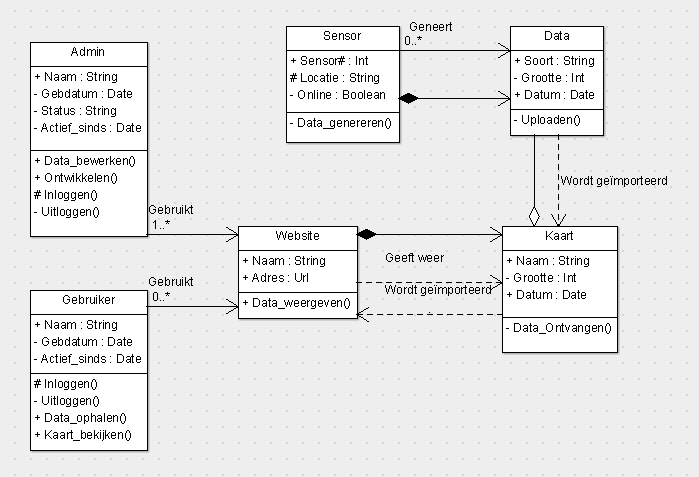 Admin
+ Naam : String
- Gebdatum : Date
- Status : String
- Actief_sinds : Date
+ Data_bewerken()
+ Ontwikkelen()
# Inloggen()
- Uitloggen()
Sensor
+ Sensor# : Int
# Locatie : String
- Online : Boolean
- Data_genereren()
Geneert
0..*
Data
+ Soort : String
- Grootte : Int
+ Datum : Date
- Uploaden()
Wordt geïmporteerd
Gebruikt
1..*
Website
+ Naam : String
+ Adres : Url
+ Data_weergeven()
Geeft weer
Wordt geïmporteerd
Kaart
+ Naam : String
- Grootte : Int
+ Datum : Date
- Data_Ontvangen()
Gebruikt
0..*
Gebruiker
+ Naam : String
- Gebdatum : Date
- Actief_sinds : Date
# Inloggen()
- Uitloggen()
+ Data_ophalen()
+ Kaart_bekijken()